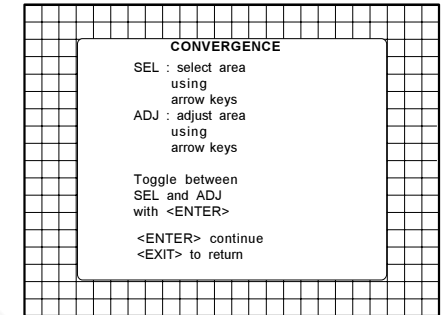 CONVERGENCE
SEL : select area
using
arrow keys
ADJ : adjust area
using
arrow keys
Toggle between
SEL and ADJ
with <ENTER>
<ENTER> continue
<EXIT> to return